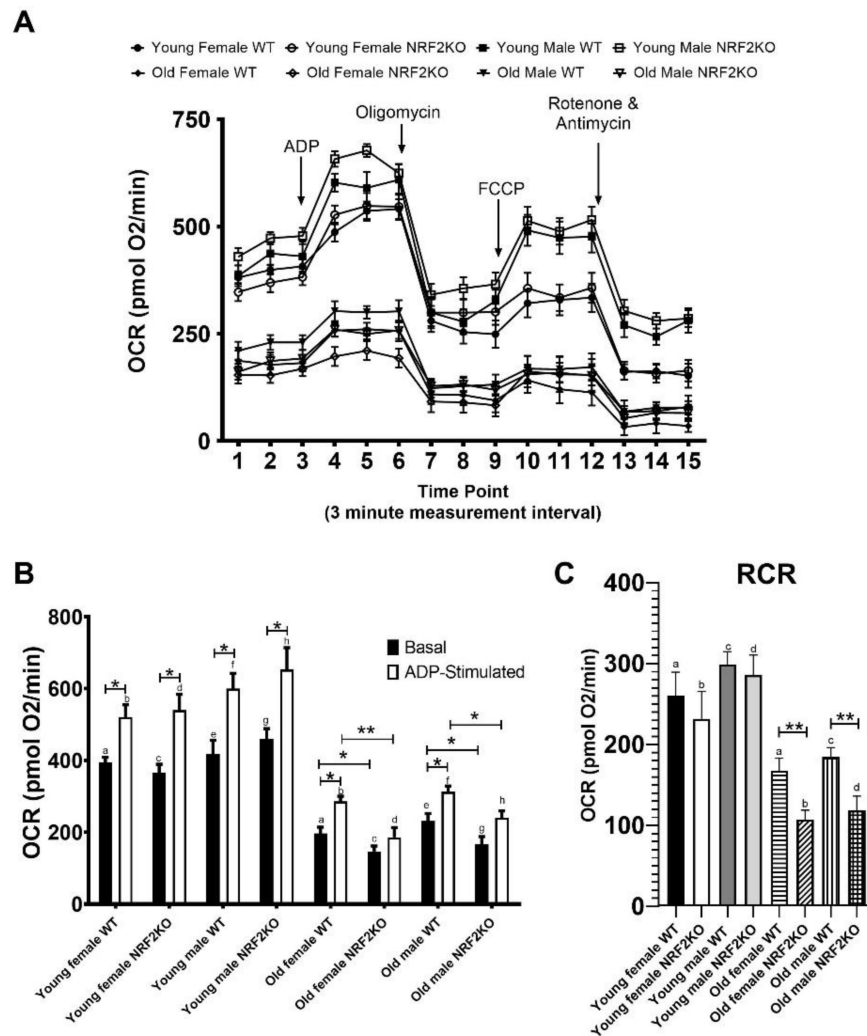 A
Young Female WT
Young Female NRF2KO
Young Male WT
Young Male NRF2KO
Old Female WT
Old Female NRF2KO
Old Male WT
Old Male NRF2KO
OCR (pmol O2/min)
750
500
250
0
ADP
Oligomycin
FCCP
Rotenone &
Antimycin
1 2 3 4 5 6 7 8 9 10 11 12 13 14 15
Time Point
(3 minute measurement interval)
B
OCR (pmol O2/min)
800
600
400
200
0
Basal
ADP-Stimulated
* * * * * * ** * * *
a b c d e f g h a b c d e f g h
Young female WT
Young female NRF2KO
Young male WT
Young male NRF2KO
Old female WT
Old female NRF2KO
Old male WT
Old male NRF2KO
C
RCR
OCR (pmol O2/min)
400
300
200
100
0
a b c d a b c d
** **
Young female WT
Young female NRF2KO
Young male WT
Young male NRF2KO
Old female WT
Old female NRF2KO
Old male WT
Old male NRF2KO